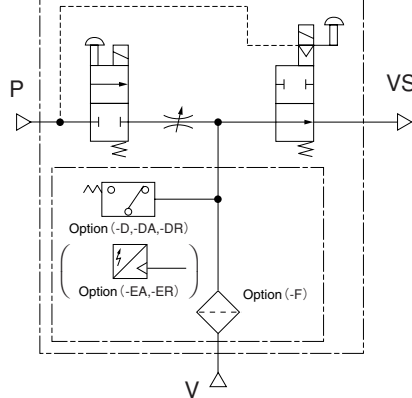 P
VS
Option (-D,-DA,-DR)
Option (-EA,-ER)
Option (-F)
V